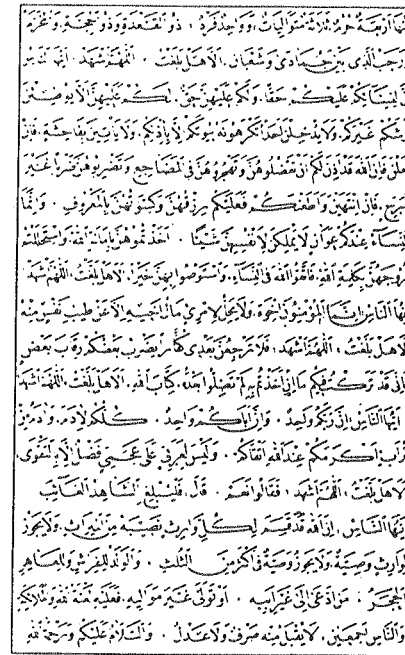 منها أربعة حرم ثلاثة متواليات وواحد فرد ؛ ذو القعدة وذو حجة والمحرم
ورجب الذي بين جمادى وشعبان . ألا هل بلغت . اللهم اشهد . أيها الناس
إن لنسائكم عليكم حقا . ولكم عليهن حق . لكم عليهن ألا يوطئن
فرشكم غيركم ولا يدخلن أحدا تكرهونه بيوتكم إلا بإذنكم ولا يأتين بفاحشة . فإن
فعلن فإن الله قد أذن لكم أن تعضلوهن وتهجروهن في المضاجع وتضربوهن ضربا غير
مبرح . فإن انتهين وأطعنكم فعليكم رزقهن وكسوتهن بالمعروف . وإنما
النساء عندكم عوان لا يملكن لأنفسهن شيئا . أخذتموهن بأمانة الله واستحللتم
فروجهن بكلمة الله . فاتقوا الله في النساء واستوصوا بهن خيرا . ألا هل بلغت . اللهم اشهد
أيها الناس إنما المؤمنون إخوة . ولا يحل لامرئ مال أخيه إلا عن طيب نفس منه
ألا هل بلغت ؛ اللهم اشهد ؛ فلا ترجعن بعدي كفارا يضرب بعضكم رقاب بعض
فإني قد تركت فيكم ما إن أخذتم به لم تضلوا بعده . كتاب الله . ألا هل بلغت . اللهم اشهد
أيها الناس إن ربكم واحد . وإن أباكم واحد . كلكم لآدم . وآدم من
تراب أكرمكم عند الله أتقاكم . وليس لعربي على عجمي فضل إلا بالتقوى .
ألا هل بلغت ؛ اللهم اشهد ؛ فقالوا نعم . قال فليبلغ الشاهد الغائب
أيها الناس . إن الله قد قسم لكل وارث نصيبه من الميراث ولا يجوز
لوارث وصية ولا يجوز وصية في أكثر من الثلث . والولد للفراش وللعاهر
الحجر . من ادعى إلى غير أبيه . أو تولى غير مواليه . فعليه لعنة الله والملائكة
والناس أجمعين . لا يقبل منه صرف ولا عدل . والسلام عليكم ورحمة الله